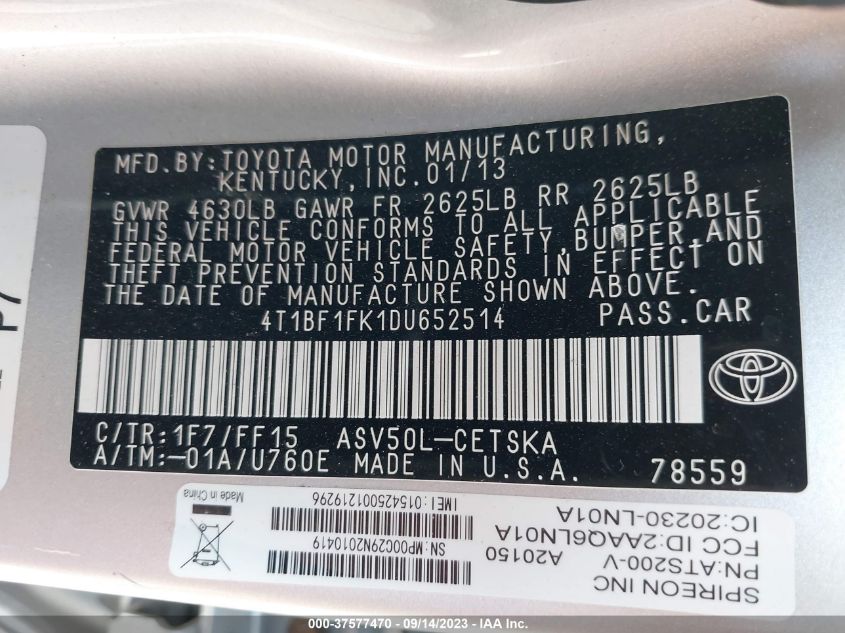 MFD. BY: TOYOTA MOTOR MANUFACTURING,
KENTUCKY, INC. 01/13
GVWR 4630LB GAWR FR 2625LB RR 2625LB
THIS VEHICLE CONFORMS TO ALL APPLICABLE
FEDERAL MOTOR VEHICLE SAFETY, BUMPER, AND
THEFT PREVENTION STANDARDS IN EFFECT ON
THE DATE OF MANUFACTURE SHOWN ABOVE.
4T1BF1FK1DU652514 PASS. CAR
C/TR: 1F7/FF15 ASV50L-CETSKA
A/TM:-01A/U760E MADE IN U.S.A. 78559
SPIREON INC
PN: ATS200-V
A20150
FCC ID: 2AAQ6LN01A
IC: 20230-LN01A
SN: MP00C29N2010419
IMEI: 015425001219296
Made in China
000-37577470 - 09/14/2023 - IAA Inc.